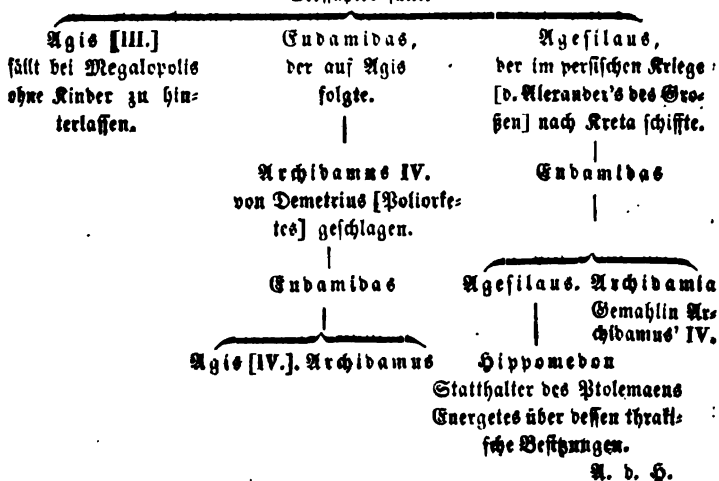 Agis [III.]
fällt bei Megalopolis
ohne Kinder zu hin-
terlassen.
Eudamidas,
der auf Agis
folgte.
Agesilaus,
der im persischen Kriege
[d. Alexander's des Gro-
ßen] nach Kreta schiffte.
Archidamus IV.
von Demetrius [Poliorke-
tes] geschlagen.
Eudamidas
Eudamidas
Agesilaus. Archidamia
Gemahlin Ar-
chidamus' IV.
Agis [IV.]. Archidamus
Hippomedon
Statthalter des Ptolemaeus
Euergetes über dessen thraki-
sche Besitzungen.
A. d. H.